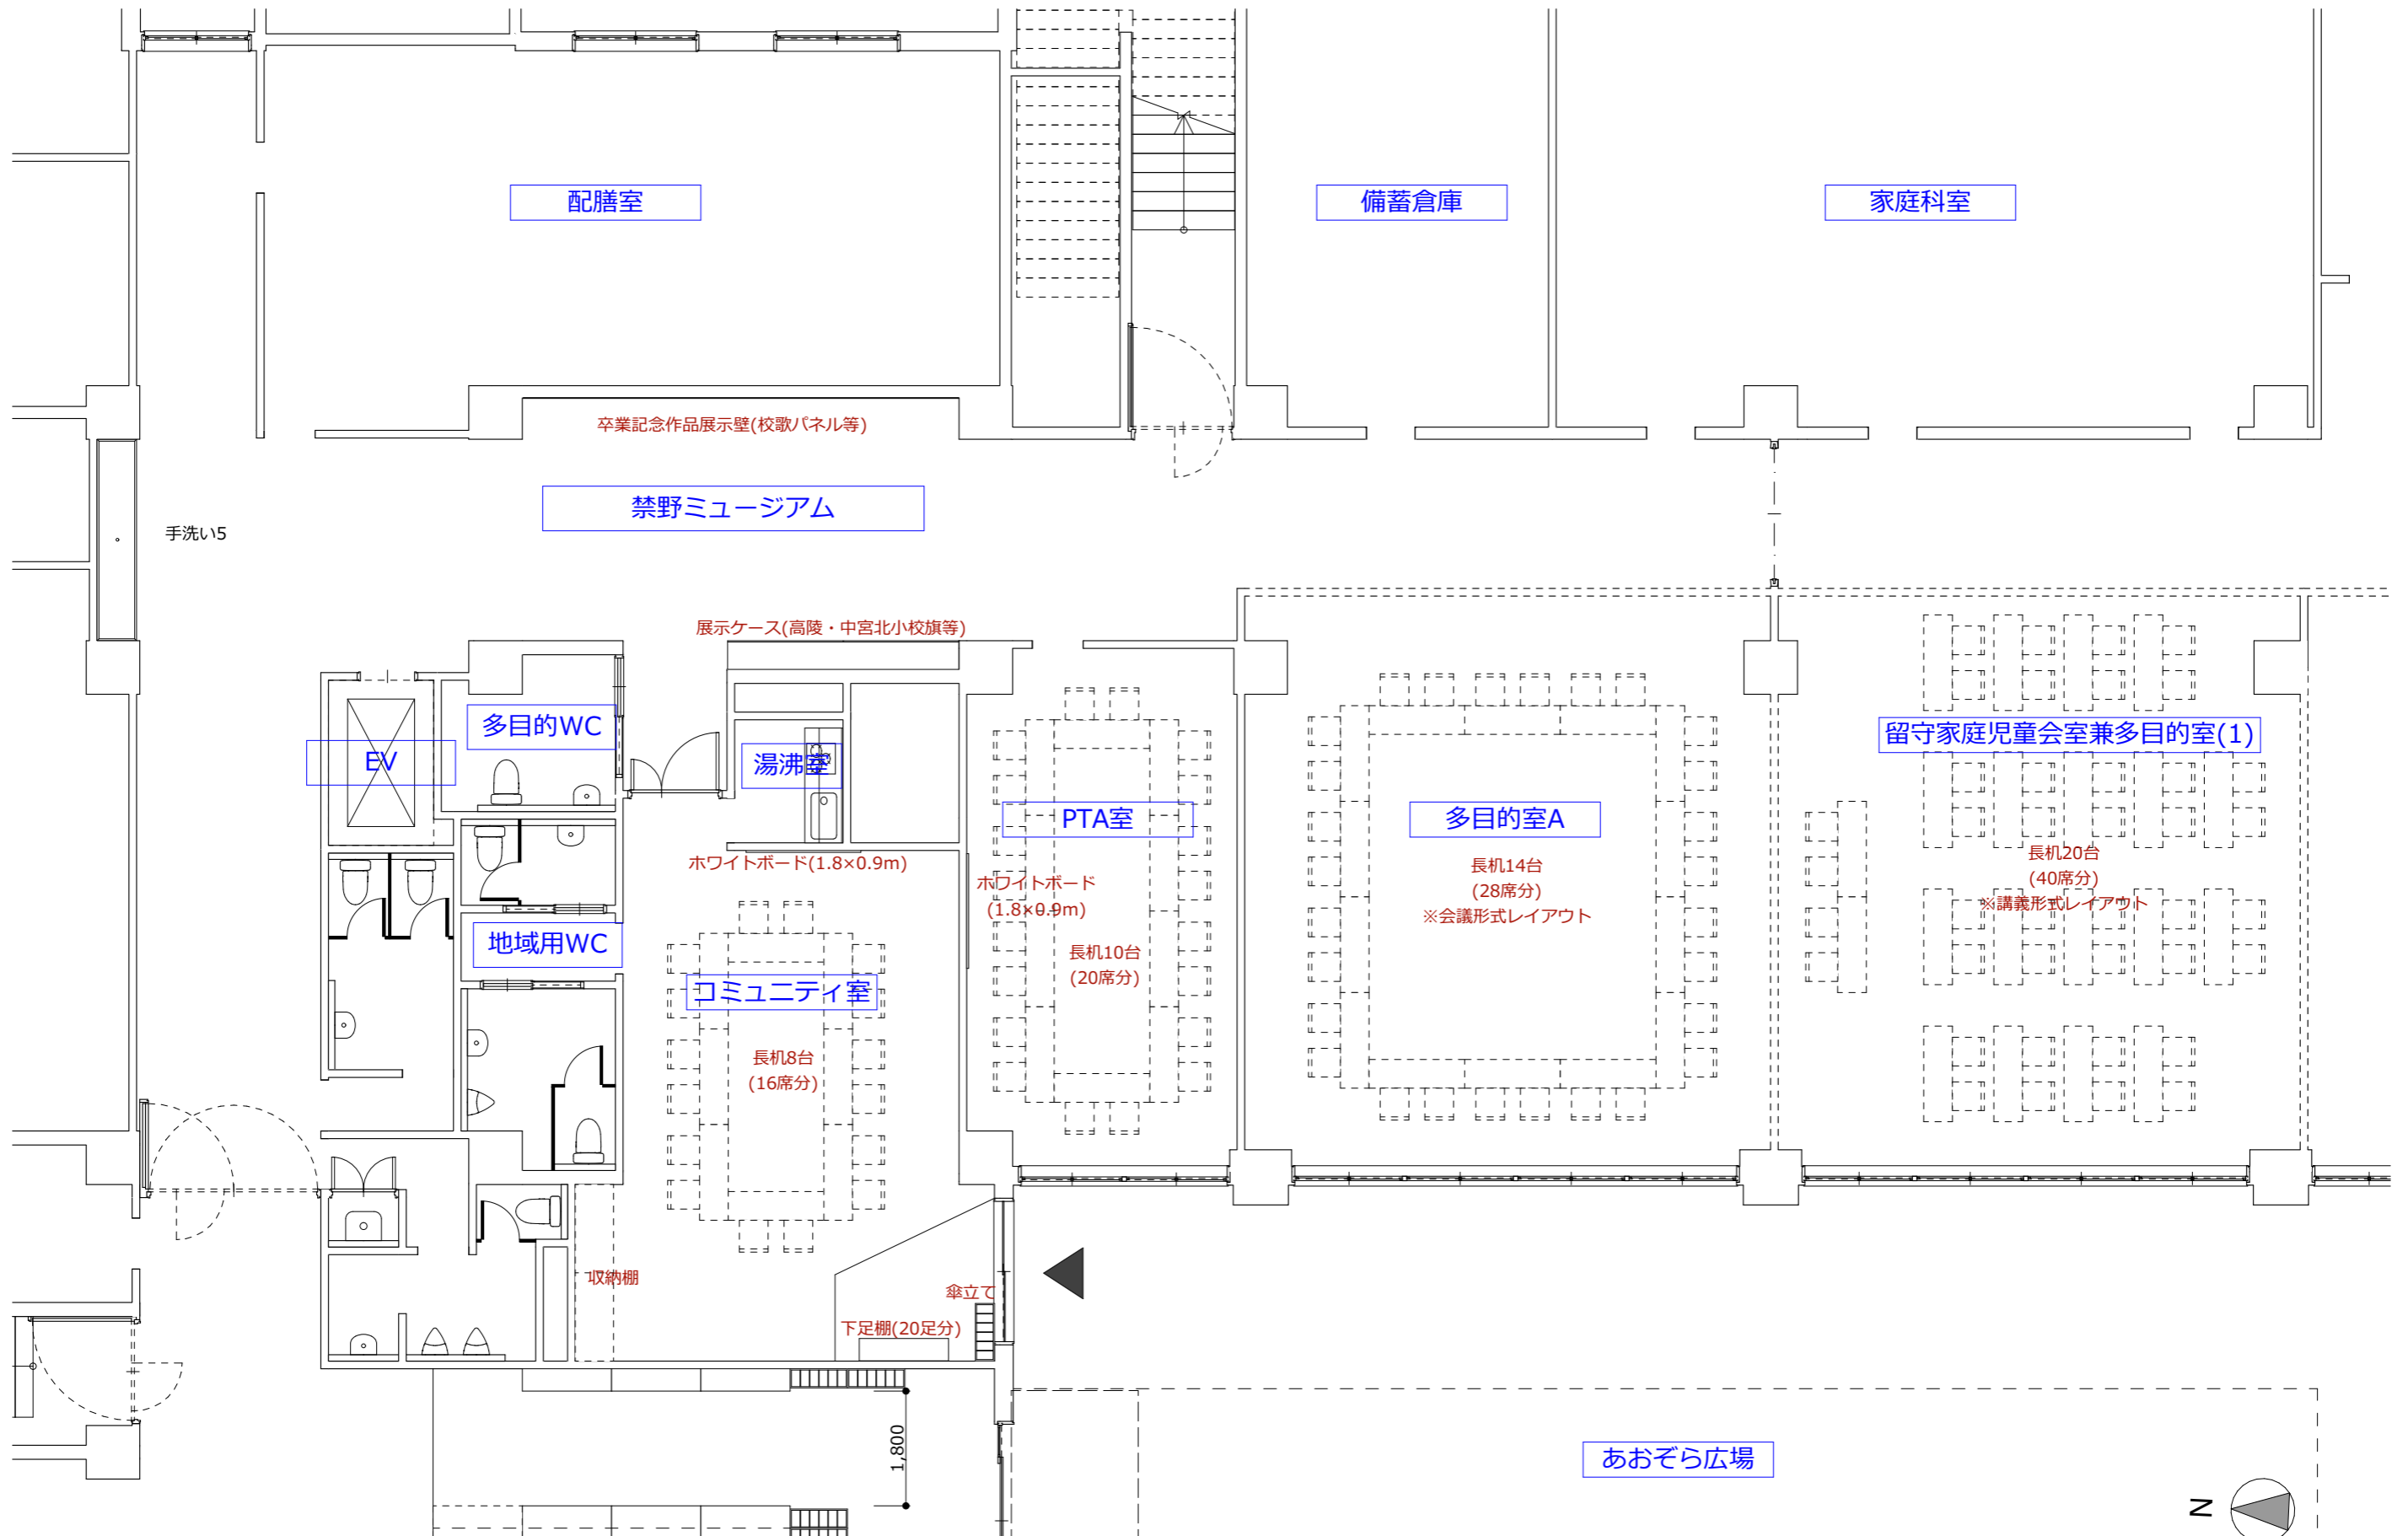 配膳室
備蓄倉庫
家庭科室
卒業記念作品展示壁(校歌パネル等)
禁野ミュージアム
手洗い5
展示ケース(高陵・中宮北小校旗等)
多目的WC
EV
湯沸室
留守家庭児童会室兼多目的室(1)
PTA室
多目的室A
ホワイトボード(1.8×0.9m)
ホワイトボード
(1.8×0.9m)
長机14台
(28席分)
※会議形式レイアウト
長机20台
(40席分)
※講義形式レイアウト
地域用WC
長机10台
(20席分)
コミュニティ室
長机8台
(16席分)
収納棚
傘立て
下足棚(20足分)
1,800
あおぞら広場
N